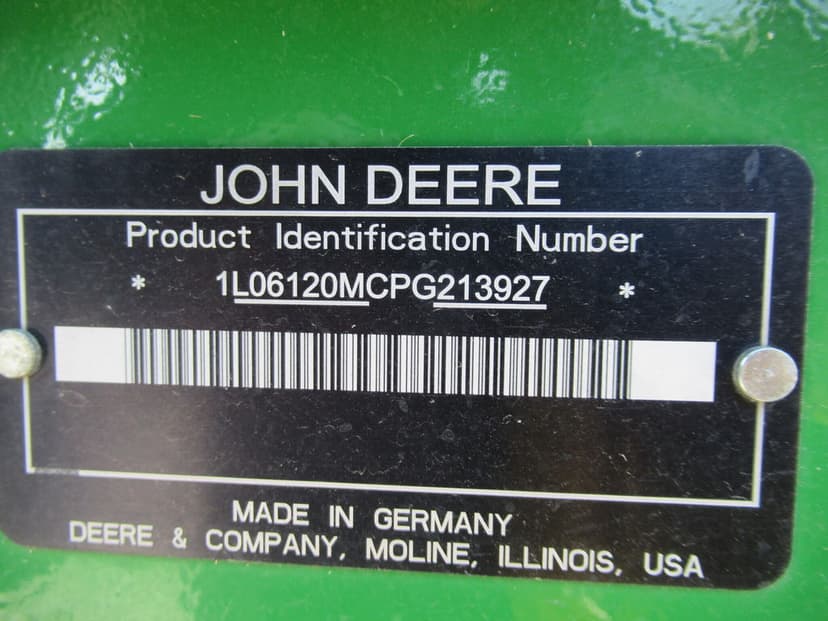 JOHN DEERE
Product Identification Number
* 1L06120MCPG213927 *
MADE IN GERMANY
DEERE & COMPANY, MOLINE, ILLINOIS, USA